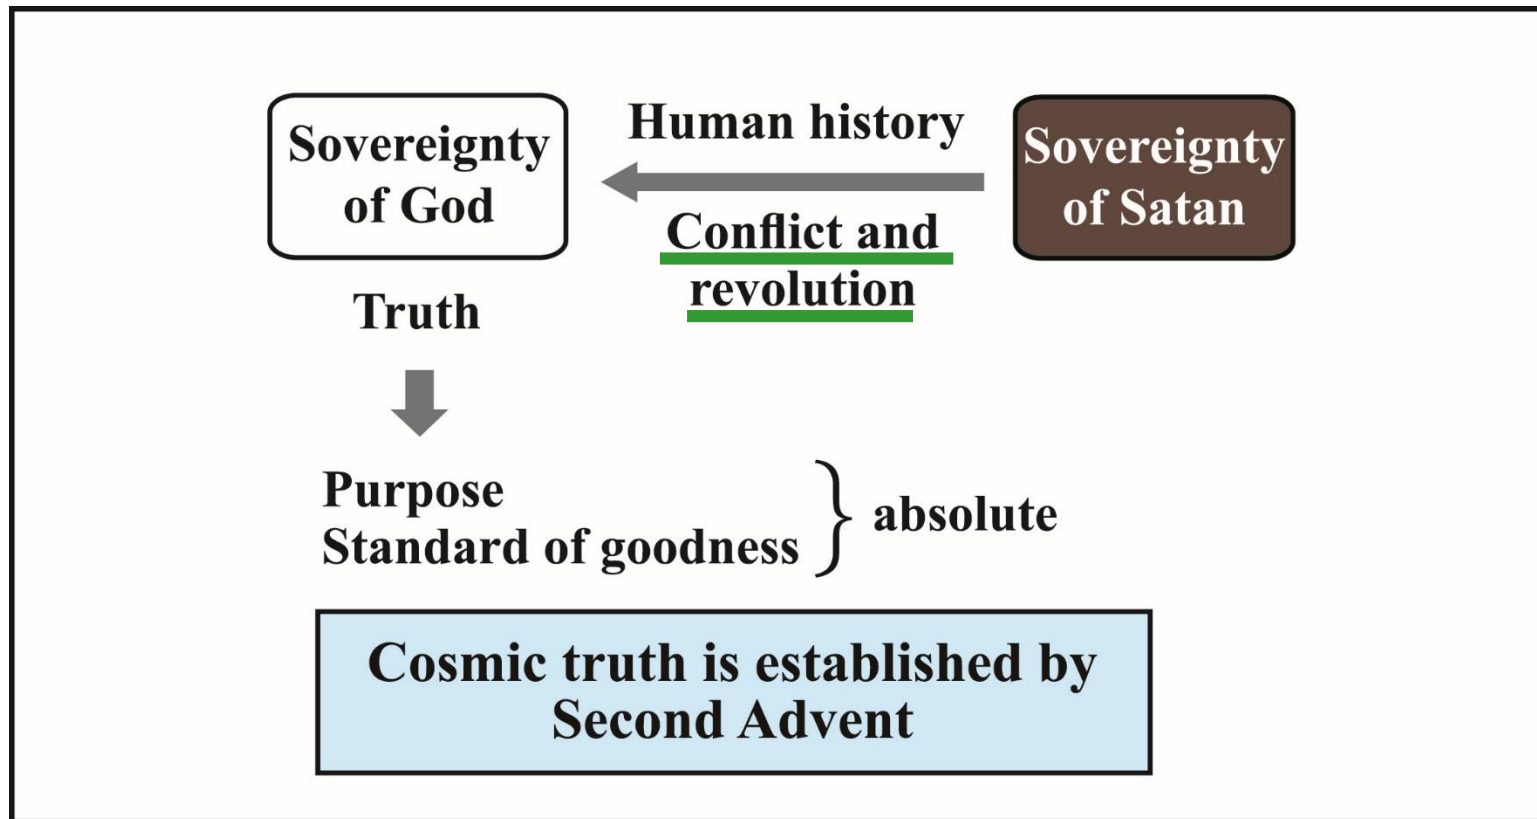 Sovereignty
of God
Human history
Conflict and
revolution
Sovereignty
of Satan
Truth
Purpose
Standard of goodness
absolute
Cosmic truth is established by
Second Advent